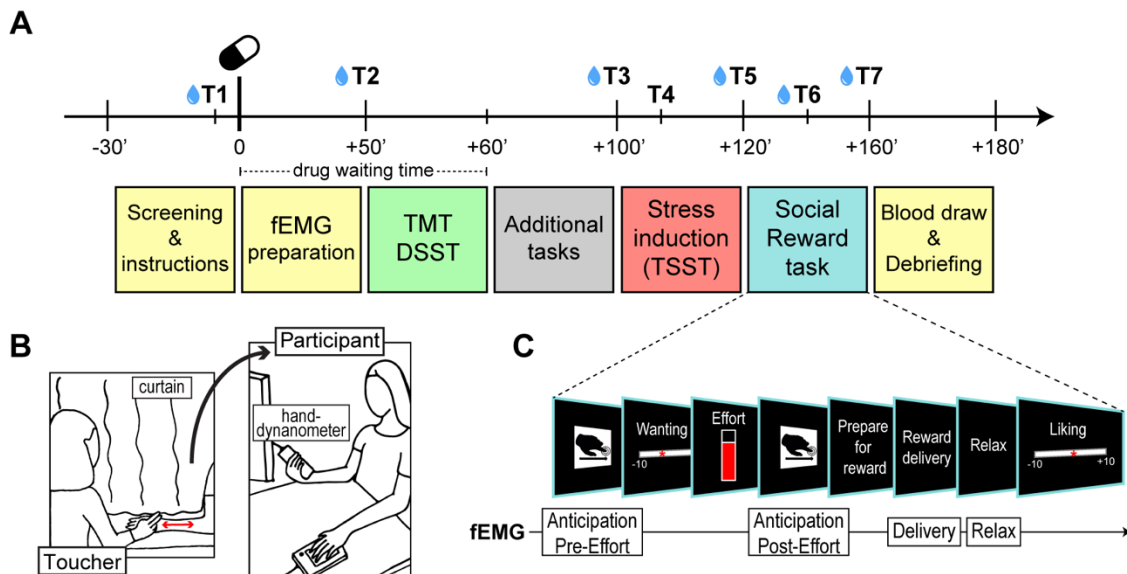 A
T1
T2
T3
T4
T5
T6
T7
-30'
0
+50'
+60'
+100'
+120'
+160'
+180'
drug waiting time
Screening
&
instructions
fEMG
preparation
TMT
DSST
Additional
tasks
Stress
induction
(TSST)
Social
Reward
task
Blood draw
&
Debriefing
B
Participant
curtain
hand-
dynanometer
Toucher
C
Wanting
-10
Effort
Prepare
for
reward
Reward
delivery
Relax
Liking
-10
+10
fEMG
Anticipation
Pre-Effort
Anticipation
Post-Effort
Delivery
Relax